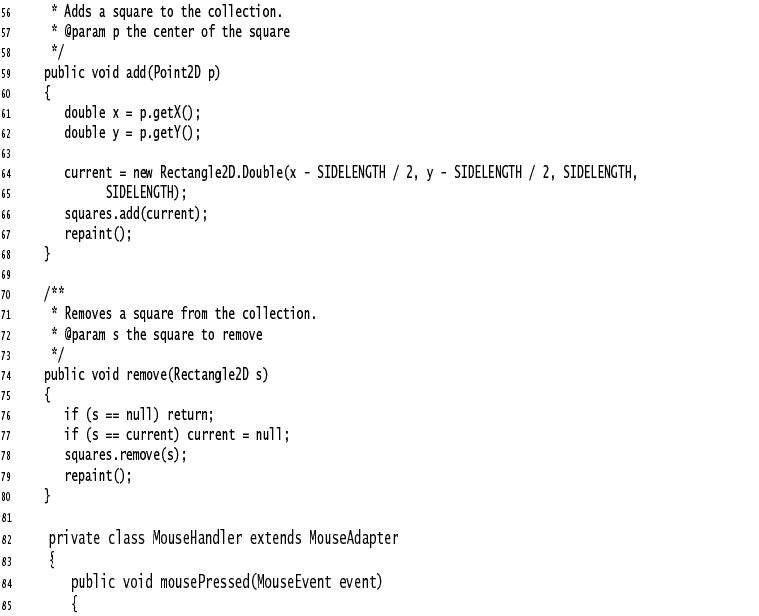 56 * Adds a square to the collection.
57 * @param p the center of the square
58 */
59 public void add(Point2D p)
60 {
61 double x = p.getX();
62 double y = p.getY();
63
64 current = new Rectangle2D.Double(x - SIDELENGTH / 2, y - SIDELENGTH / 2, SIDELENGTH,
65 SIDELENGTH);
66 squares.add(current);
67 repaint();
68 }
69
70 /**
71 * Removes a square from the collection.
72 * @param s the square to remove
73 */
74 public void remove(Rectangle2D s)
75 {
76 if (s == null) return;
77 if (s == current) current = null;
78 squares.remove(s);
79 repaint();
80 }
81
82 private class MouseHandler extends MouseAdapter
83 {
84 public void mousePressed(MouseEvent event)
85 {